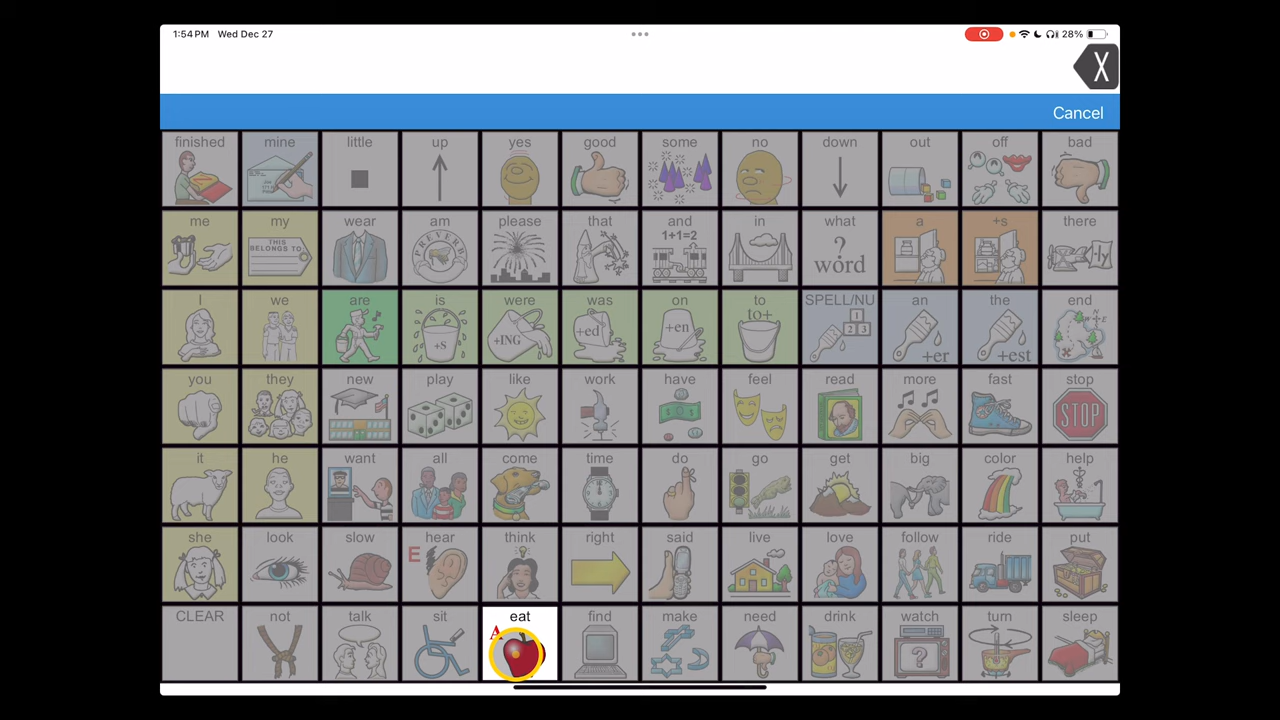 1:54 PM Wed Dec 27 28%
X
Cancel
finished mine little up yes good some no down out off bad
me my wear am please that and in what a +s there
THIS BELONGS TO: PREVERB 1+1=2 ? word -ly
I we are is were was on to SPELL/NU an the end
+S +ING +ed +en to+ 1 2 3 +er +est N E S X
you they new play like work have feel read more fast stop
STOP
it he want all come time do go get big color help
she look slow hear think right said live love follow ride put
E
CLEAR not talk sit eat find make need drink watch turn sleep
A ?